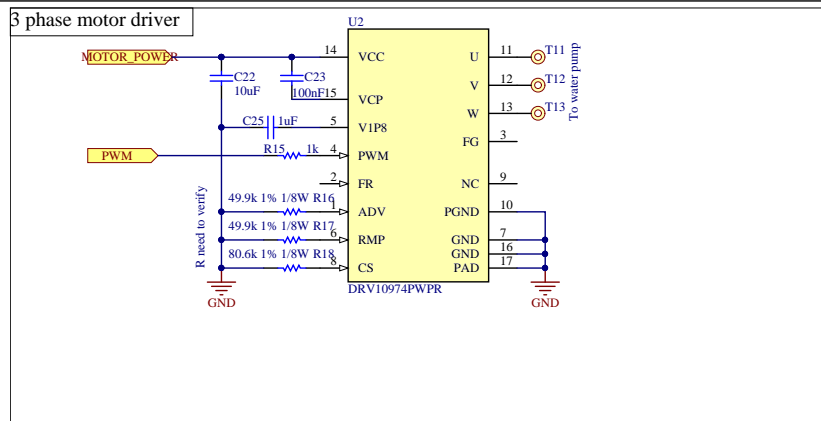 3 phase motor driver
U2
MOTOR_POWER
14 VCC
U 11 T11
C22
10uF
C23
100nF
15 VCP
V 12 T12
W 13 T13
To water pump
C25 1uF
5 V1P8
FG 3
R15 1k
PWM
4 PWM
2 FR
NC 9
R need to verify
49.9k 1% 1/8W R16
1 ADV
PGND 10
49.9k 1% 1/8W R17
6 RMP
GND 7
GND 16
80.6k 1% 1/8W R18
8 CS
PAD 17
DRV10974PWPR
GND
GND